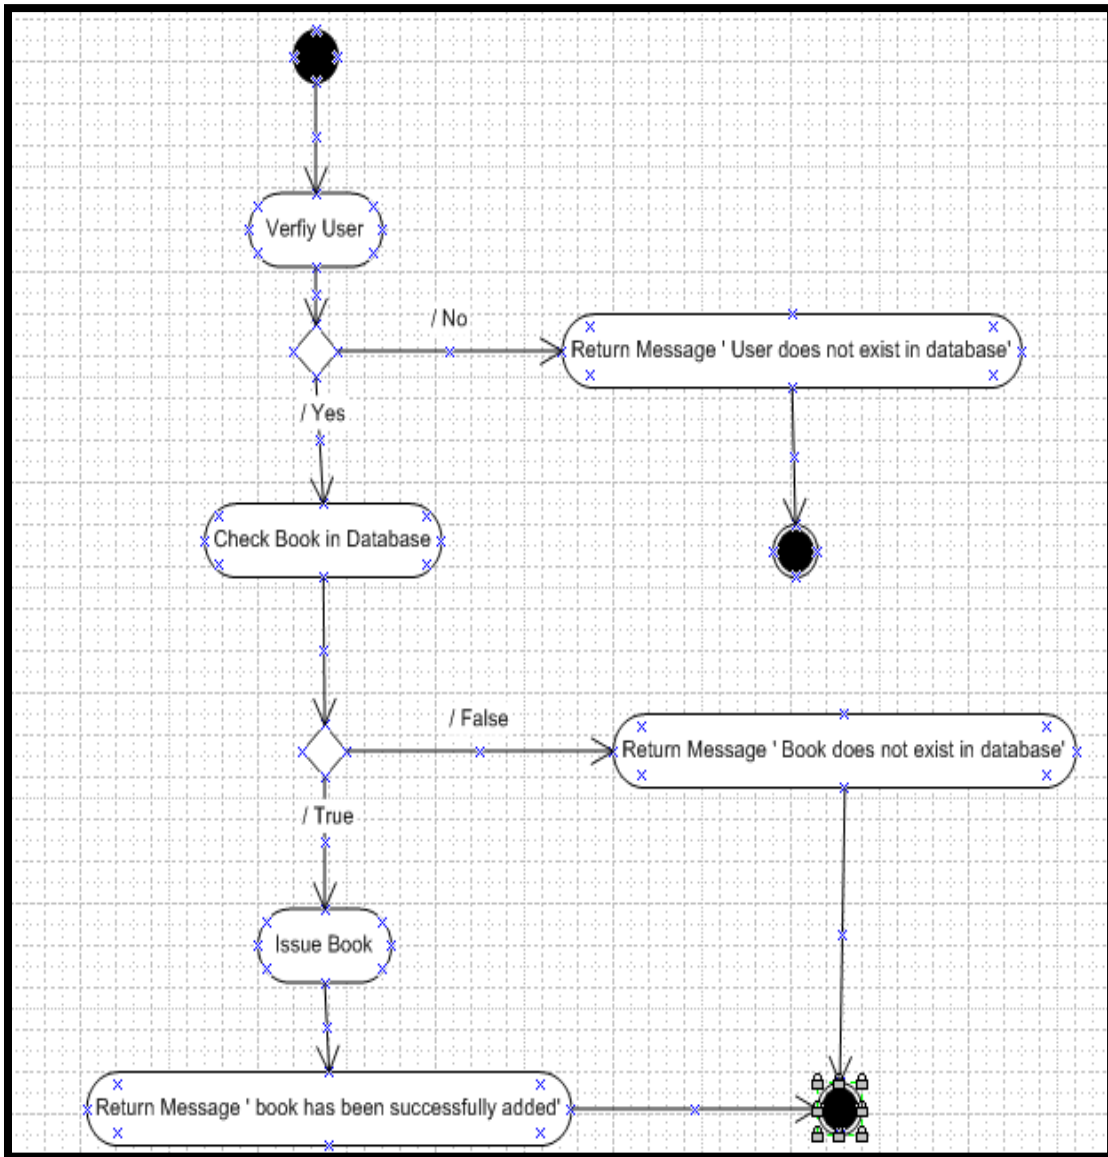 Verfiy User
/ No
Return Message ' User does not exist in database'
/ Yes
Check Book in Database
/ False
Return Message ' Book does not exist in database'
/ True
Issue Book
Return Message ' book has been successfully added'